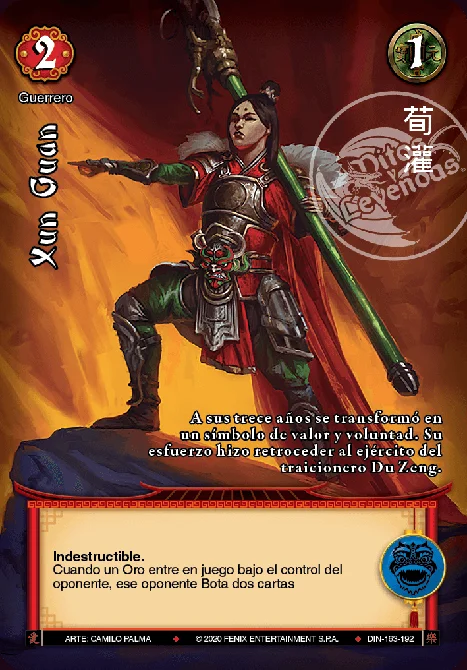 2
1
Guerrero
Xun Guan
荀
灌
Mitos
y
Leyendas
A sus trece años se transformó en
un símbolo de valor y voluntad. Su
esfuerzo hizo retroceder al ejército del
traicionero Du Zeng.
Indestructible.
Cuando un Oro entre en juego bajo el control del
oponente, ese oponente Bota dos cartas
ARTE: CAMILO PALMA ◆ © 2020 FENIX ENTERTAINMENT S.P.A. ◆ DIN-163-192